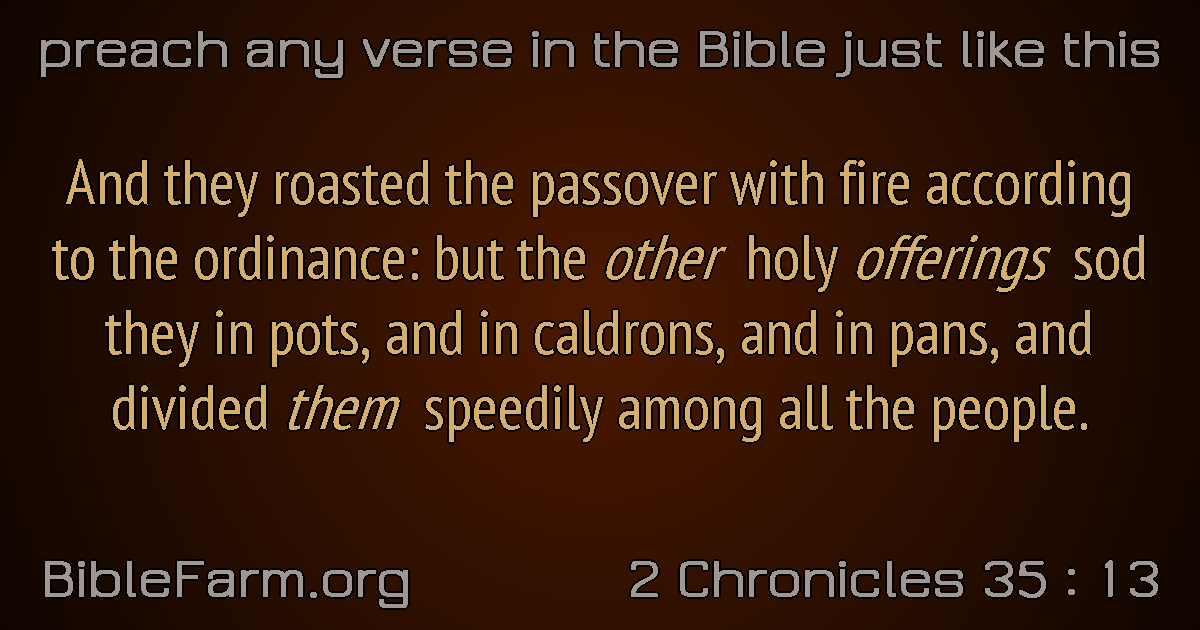 preach any verse in the Bible just like this
And they roasted the passover with fire according
to the ordinance: but the other holy offerings sod
they in pots, and in caldrons, and in pans, and
divided them speedily among all the people.
BibleFarm.org
2 Chronicles 35 : 13